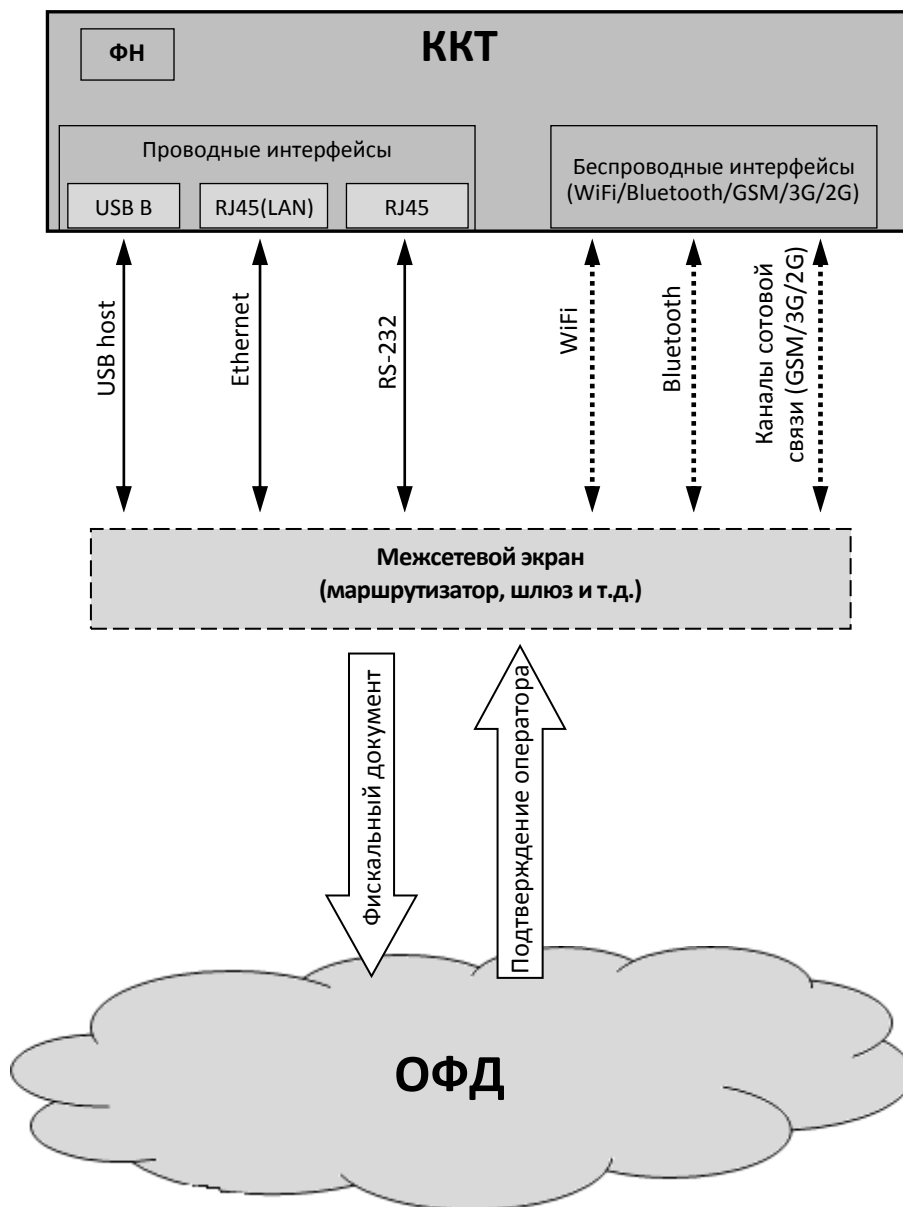 ФН
ККТ
Проводные интерфейсы
USB B
RJ45(LAN)
RJ45
Беспроводные интерфейсы
(WiFi/Bluetooth/GSM/3G/2G)
USB host
Ethernet
RS-232
WiFi
Bluetooth
Каналы сотовой
связи (GSM/3G/2G)
Межсетевой экран
(маршрутизатор, шлюз и т.д.)
Фискальный документ
Подтверждение оператора
ОФД